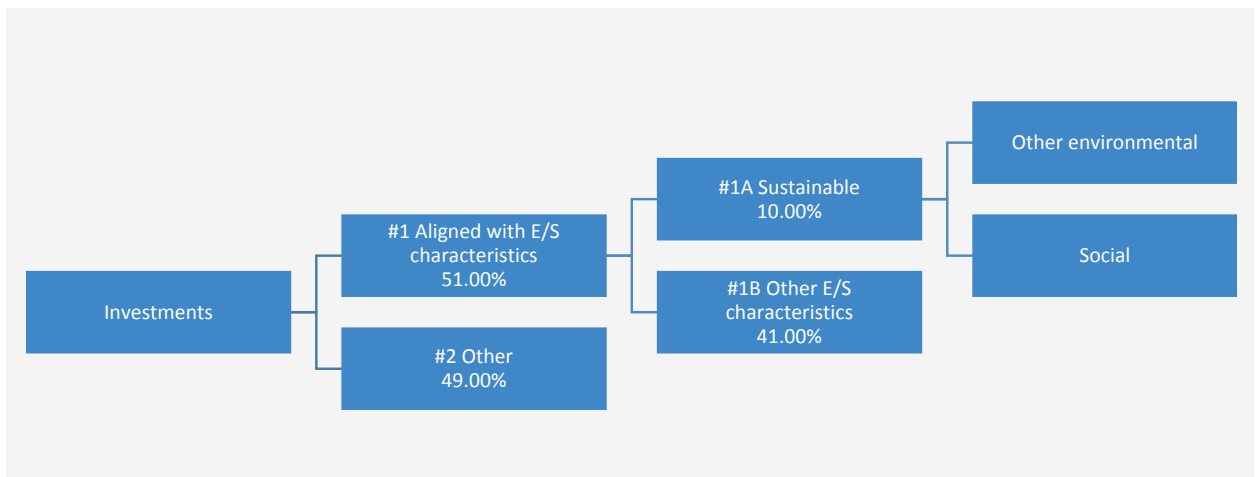 Investments
#1 Aligned with E/S
characteristics
51.00%
#2 Other
49.00%
#1A Sustainable
10.00%
#1B Other E/S
characteristics
41.00%
Other environmental
Social